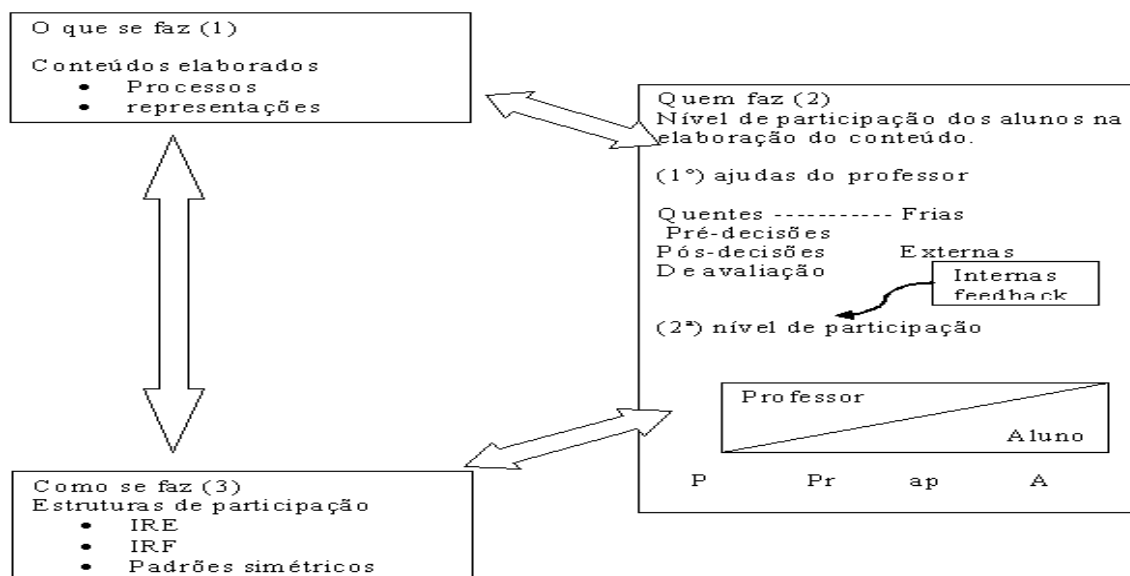 O que se faz (1)
Conteúdos elaborados
• Processos
• representações
Quem faz (2)
Nível de participação dos alunos na
elaboração do conteúdo.
(1º) ajudas do professor
Quentes ----------- Frias
Pré-decisões
Pós-decisões Externas
De avaliação
Internas
feedback
(2ª) nível de participação
Professor
Aluno
P Pr ap A
Como se faz (3)
Estruturas de participação
• IRE
• IRF
• Padrões simétricos